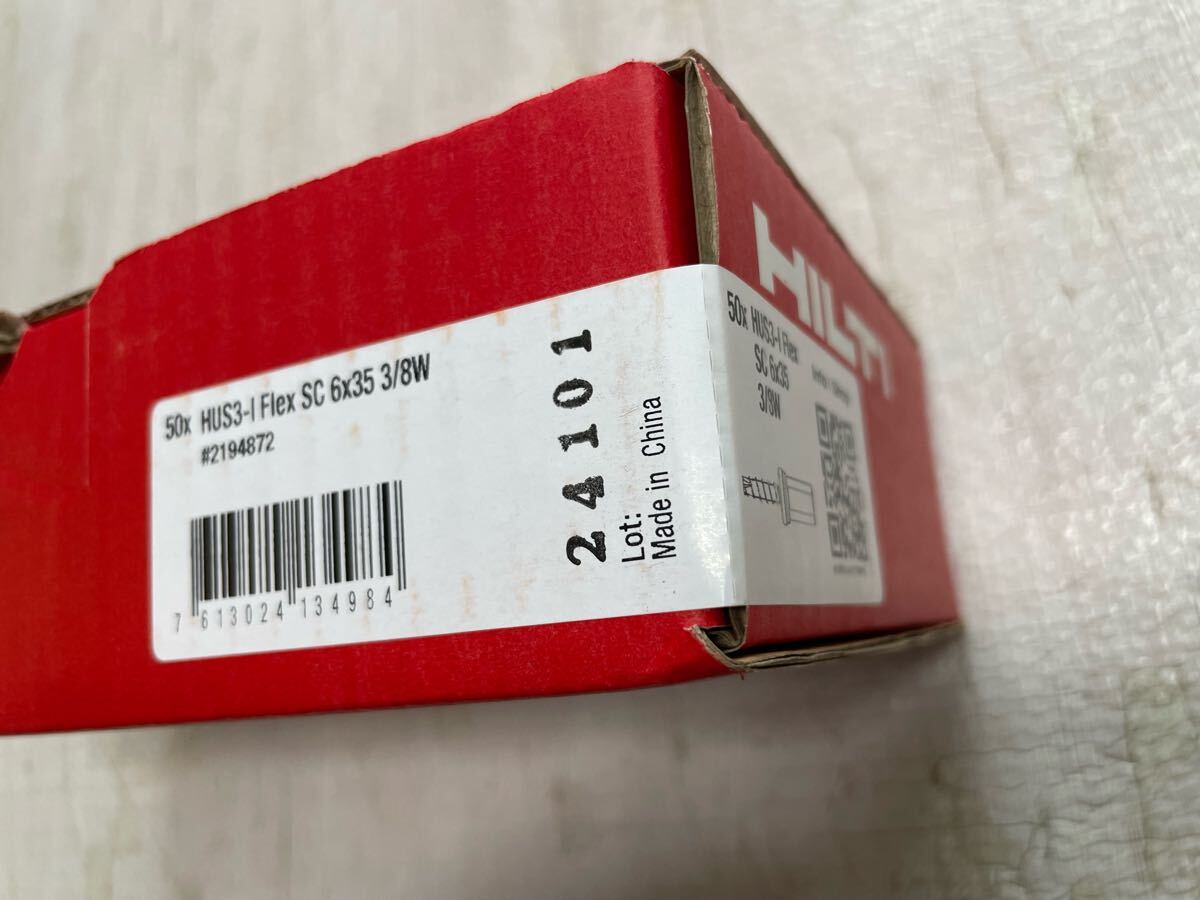 50x HUS3-I Flex SC 6x35 3/8W
#2194872
7 613024 134984
24101
Lot:
Made in China
HILTI
50x HUS3-I Flex
SC 6x35
3/8W